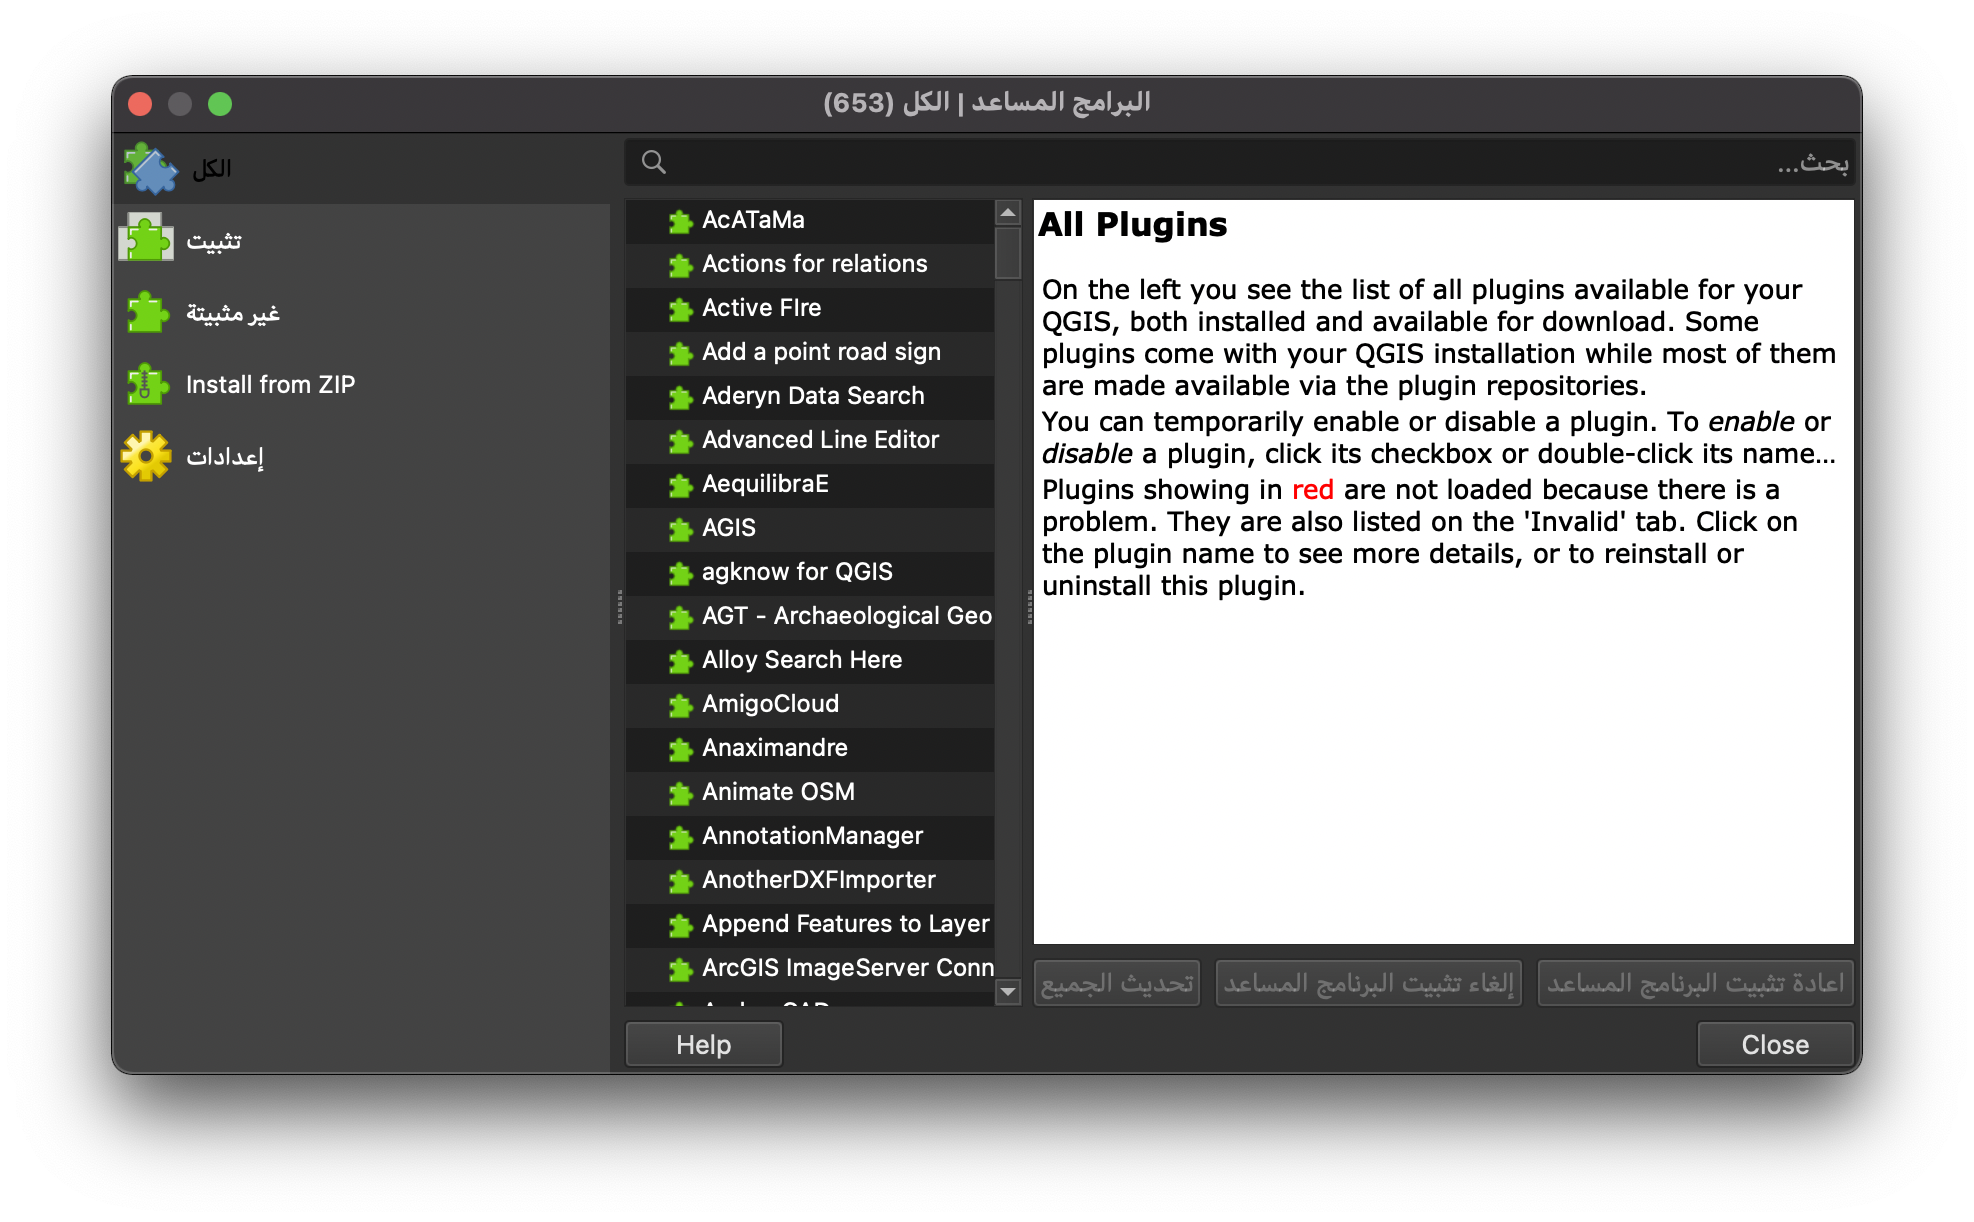 البرامج المساعد | الكل (653)
الكل
تثبيت
غير مثبيتة
Install from ZIP
إعدادات
بحث...
AcATaMa
Actions for relations
Active FIre
Add a point road sign
Aderyn Data Search
Advanced Line Editor
AequilibraE
AGIS
agknow for QGIS
AGT - Archaeological Geo
Alloy Search Here
AmigoCloud
Anaximandre
Animate OSM
AnnotationManager
AnotherDXFImporter
Append Features to Layer
ArcGIS ImageServer Conn
All Plugins
On the left you see the list of all plugins available for your
QGIS, both installed and available for download. Some
plugins come with your QGIS installation while most of them
are made available via the plugin repositories.
You can temporarily enable or disable a plugin. To enable or
disable a plugin, click its checkbox or double-click its name...
Plugins showing in red are not loaded because there is a
problem. They are also listed on the 'Invalid' tab. Click on
the plugin name to see more details, or to reinstall or
uninstall this plugin.
تحديث الجميع
إلغاء تثبيت البرنامج المساعد
اعادة تثبيت البرنامج المساعد
Help
Close